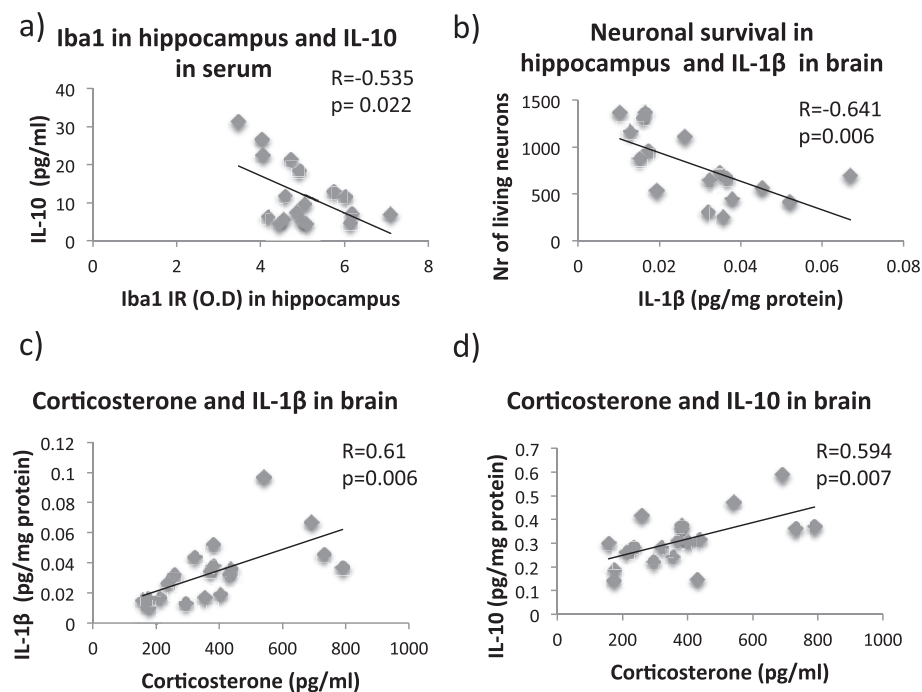 a)
Iba1 in hippocampus and IL-10
in serum
R=-0.535
p= 0.022
IL-10 (pg/ml)
40
30
20
10
0
0 2 4 6 8
Iba1 IR (O.D) in hippocampus
b)
Neuronal survival in
hippocampus and IL-1β in brain
R=-0.641
p=0.006
Nr of living neurons
1500
1000
500
0
0 0.02 0.04 0.06 0.08
IL-1β (pg/mg protein)
c)
Corticosterone and IL-1β in brain
R=0.61
p=0.006
IL-1β (pg/mg protein)
0.12
0.1
0.08
0.06
0.04
0.02
0
0 200 400 600 800 1000
Corticosterone (pg/ml)
d)
Corticosterone and IL-10 in brain
R=0.594
p=0.007
IL-10 (pg/mg protein)
0.7
0.6
0.5
0.4
0.3
0.2
0.1
0
0 200 400 600 800 1000
Corticosterone (pg/ml)